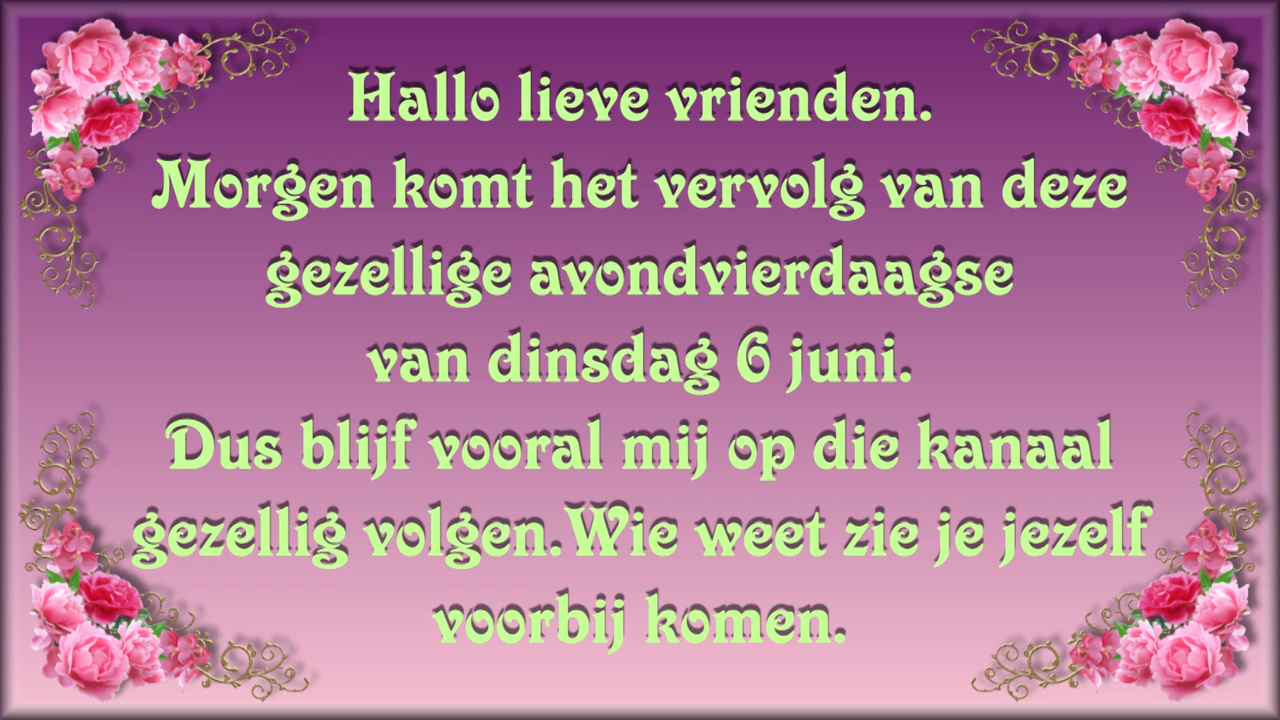 Hallo lieve vrienden.
Morgen komt het vervolg van deze
gezellige avondvierdaagse
van dinsdag 6 juni.
Dus blijf vooral mij op die kanaal
gezellig volgen.Wie weet zie je jezelf
voorbij komen.